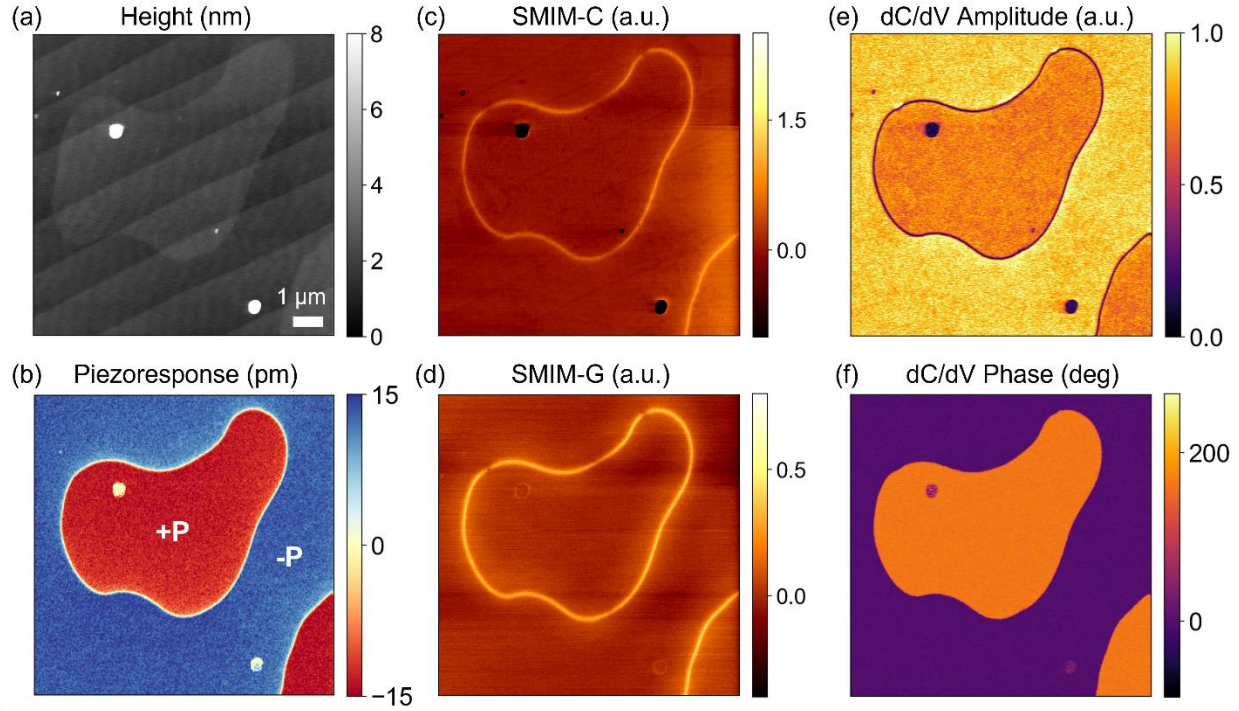 (a) Height (nm)
8
6
4
2
0
1 μm
(c) SMIM-C (a.u.)
1.5
0.0
(e) dC/dV Amplitude (a.u.)
1.0
0.5
0.0
(b) Piezoresponse (pm)
15
0
−15
+P
-P
(d) SMIM-G (a.u.)
0.5
0.0
(f) dC/dV Phase (deg)
200
0